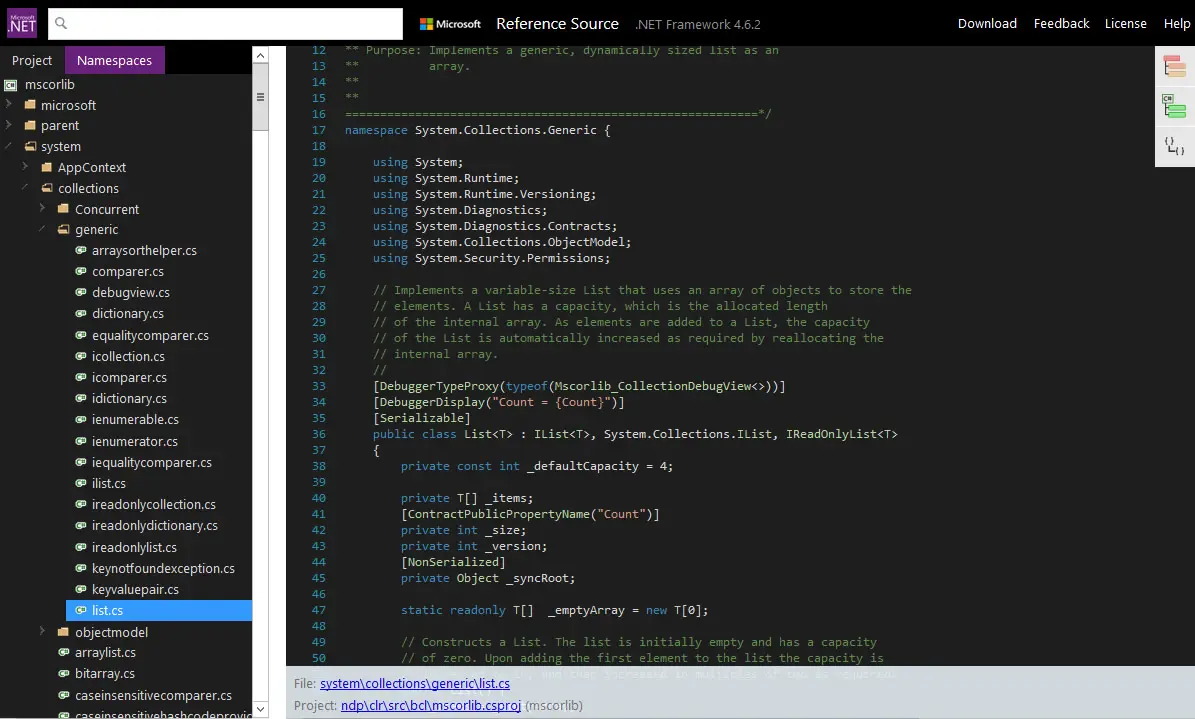 Microsoft
.NET
Microsoft Reference Source .NET Framework 4.6.2
Download Feedback License Help
Project Namespaces
mscorlib
microsoft
parent
system
AppContext
collections
Concurrent
generic
arraysorthelper.cs
comparer.cs
debugview.cs
dictionary.cs
equalitycomparer.cs
icollection.cs
icomparer.cs
idictionary.cs
ienumerable.cs
ienumerator.cs
iequalitycomparer.cs
ilist.cs
ireadonlycollection.cs
ireadonlydictionary.cs
ireadonlylist.cs
keynotfoundexception.cs
keyvaluepair.cs
list.cs
objectmodel
arraylist.cs
bitarray.cs
caseinsensitivecomparer.cs
caseinsensitivehashcodeprovic
12 ** Purpose: Implements a generic, dynamically sized list as an
13 **          array.
14 **
15 **
16 ===========================================================*/
17 namespace System.Collections.Generic {
18
19     using System;
20     using System.Runtime;
21     using System.Runtime.Versioning;
22     using System.Diagnostics;
23     using System.Diagnostics.Contracts;
24     using System.Collections.ObjectModel;
25     using System.Security.Permissions;
26
27     // Implements a variable-size List that uses an array of objects to store the
28     // elements. A List has a capacity, which is the allocated length
29     // of the internal array. As elements are added to a List, the capacity
30     // of the List is automatically increased as required by reallocating the
31     // internal array.
32     //
33     [DebuggerTypeProxy(typeof(Mscorlib_CollectionDebugView<>))]
34     [DebuggerDisplay("Count = {Count}")]
35     [Serializable]
36     public class List<T> : IList<T>, System.Collections.IList, IReadOnlyList<T>
37     {
38         private const int _defaultCapacity = 4;
39
40         private T[] _items;
41         [ContractPublicPropertyName("Count")]
42         private int _size;
43         private int _version;
44         [NonSerialized]
45         private Object _syncRoot;
46
47         static readonly T[]  _emptyArray = new T[0];
48
49         // Constructs a List. The list is initially empty and has a capacity
50         // of zero. Upon adding the first element to the list the capacity is
File: system\collections\generic\list.cs
Project: ndp\clr\src\bcl\mscorlib.csproj (mscorlib)